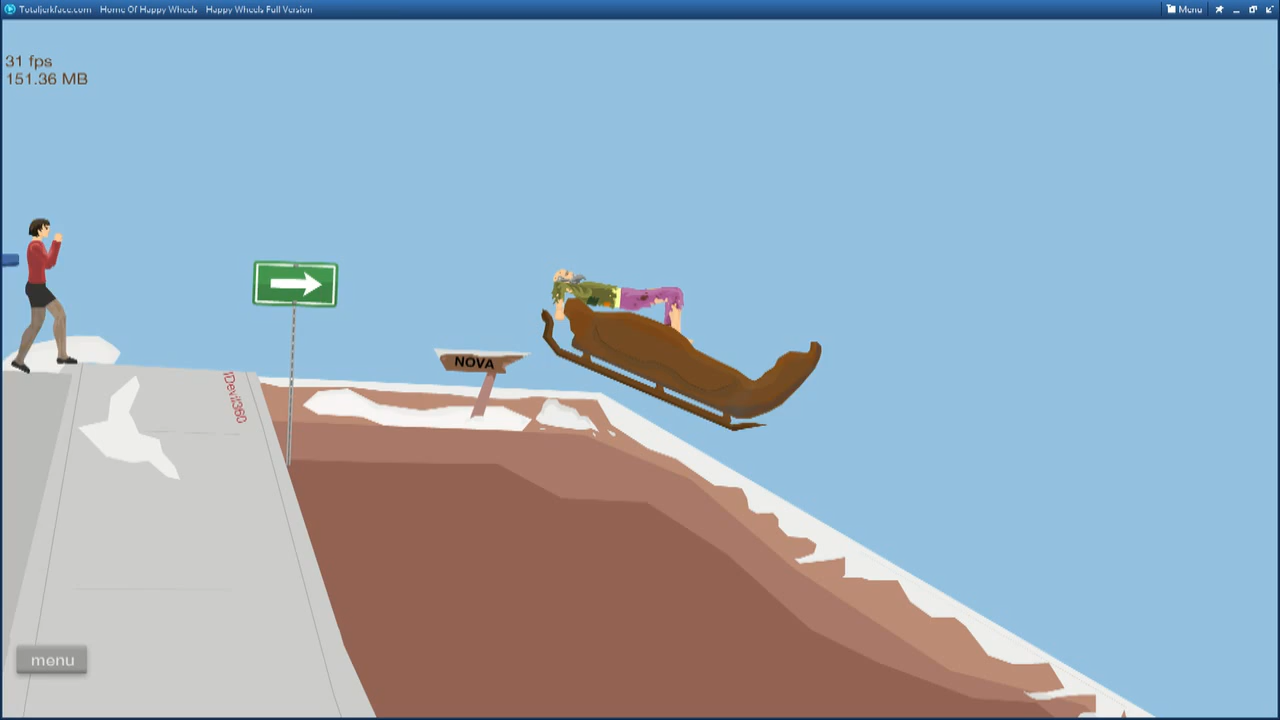 Totaljerkface.com - Home Of Happy Wheels - Happy Wheels Full Version
Menu
31 fps
151.36 MB
NOVA
menu